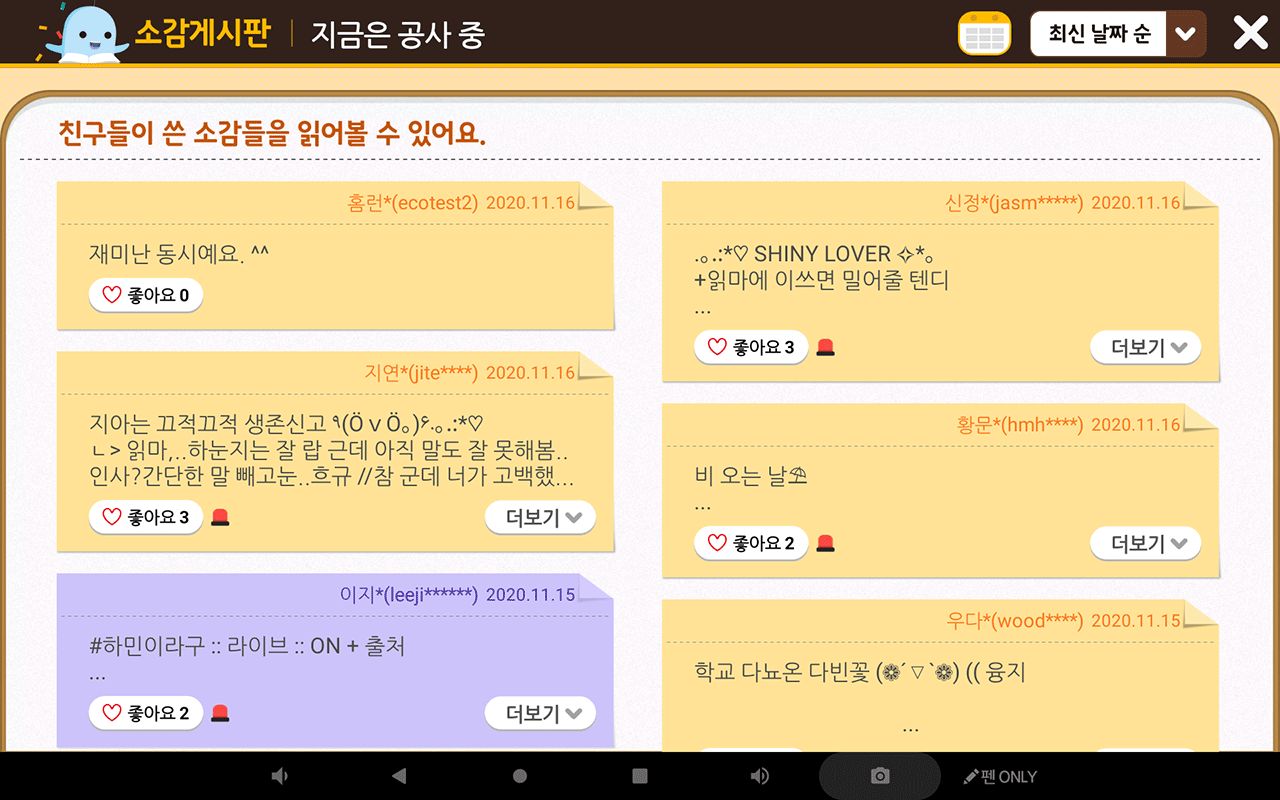 소감게시판 | 지금은 공사 중
최신 날짜 순
친구들이 쓴 소감들을 읽어볼 수 있어요.
홈런*(ecotest2) 2020.11.16
재미난 동시예요. ^^
좋아요 0
지연*(jite****) 2020.11.16
지아는 끄적끄적 생존신고 ٩(Ö v Ö｡)۶·｡.:*♡
ㄴ> 읽마,..하눈지는 잘 랍 근데 아직 말도 잘 못해봄..
인사?간단한 말 빼고눈..흐규 //참 군데 너가 고백했...
좋아요 3
더보기
이지*(leeji******) 2020.11.15
#하민이라구 :: 라이브 :: ON + 출처
...
좋아요 2
더보기
신정*(jasm*****) 2020.11.16
.｡.:*♡ SHINY LOVER ✧*｡
+읽마에 이쓰면 밀어줄 텐디
...
좋아요 3
더보기
황문*(hmh****) 2020.11.16
비 오는 날⛱
...
좋아요 2
더보기
우다*(wood****) 2020.11.15
학교 다뇨온 다빈꽃 (❁´▽`❁) (( 융지
...
펜 ONLY